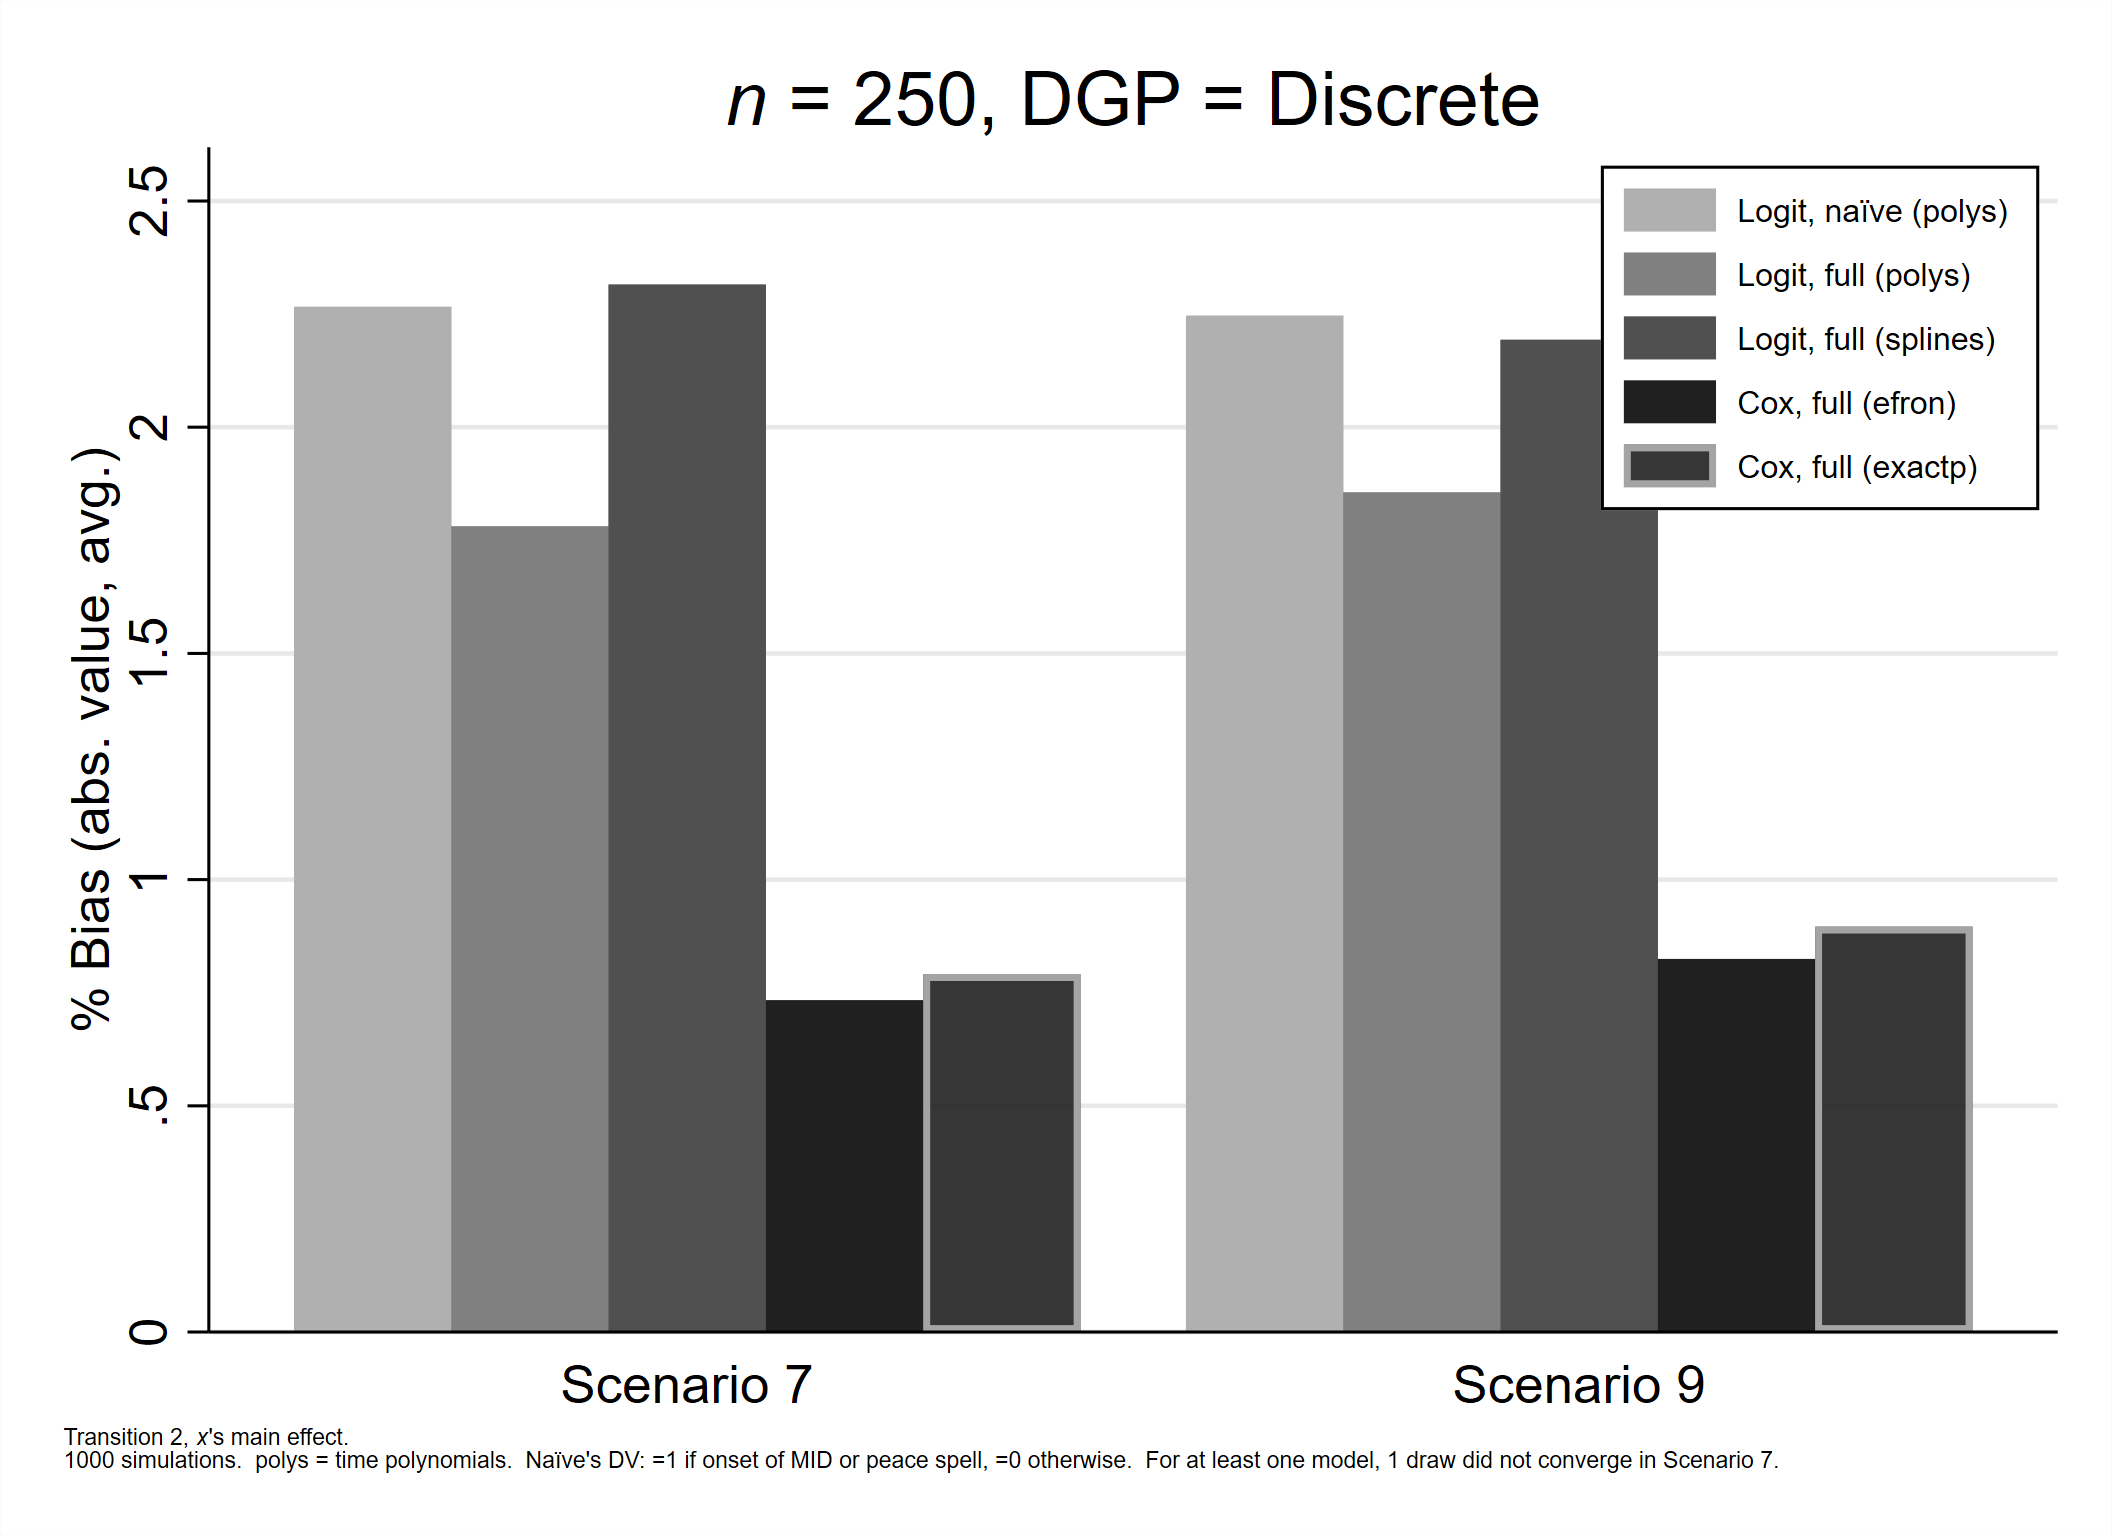 n = 250, DGP = Discrete
% Bias (abs. value, avg.)
2.5
2
1.5
1
.5
0
Logit, naïve (polys)
Logit, full (polys)
Logit, full (splines)
Cox, full (efron)
Cox, full (exactp)
Scenario 7
Scenario 9
Transition 2, x's main effect.
1000 simulations.  polys = time polynomials.  Naïve's DV: =1 if onset of MID or peace spell, =0 otherwise.  For at least one model, 1 draw did not converge in Scenario 7.